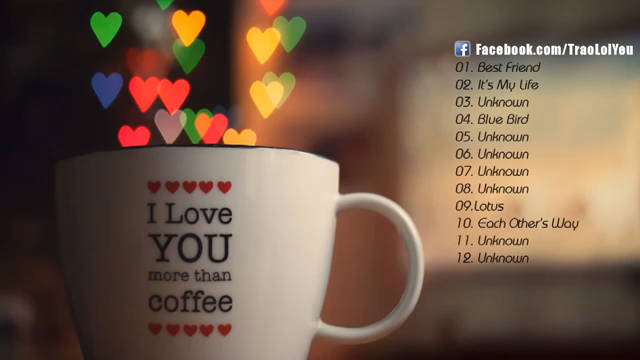 I Love
YOU
more than
coffee
Facebook.com/TraoLoiYeu
01. Best Friend
02. It's My Life
03. Unknown
04. Blue Bird
05. Unknown
06. Unknown
07. Unknown
08. Unknown
09.Lotus
10. Each Other's Way
11. Unknown
12. Unknown